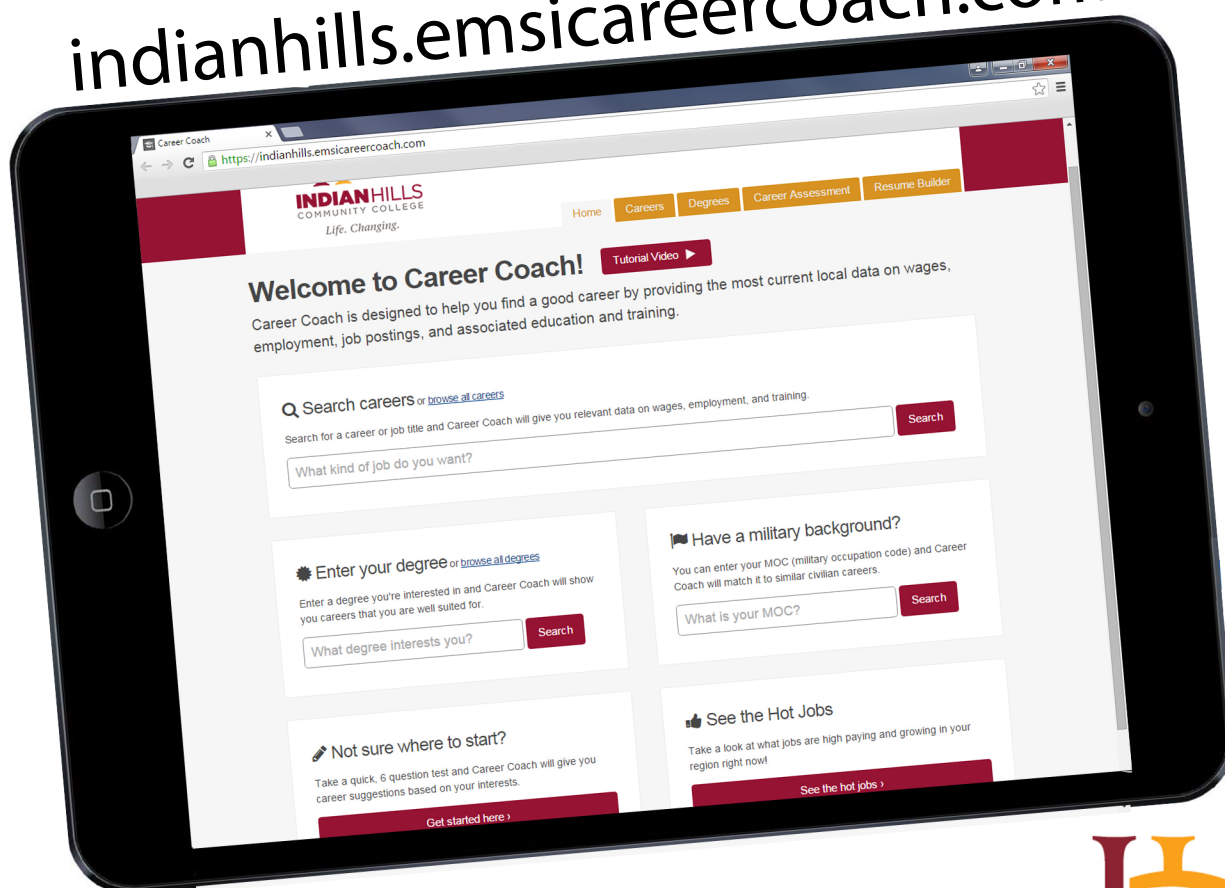 indianhills.emsicareercoach.com
Career Coach
https://indianhills.emsicareercoach.com
INDIANHILLS
COMMUNITY COLLEGE
Life. Changing.
Home
Careers
Degrees
Career Assessment
Resume Builder
Welcome to Career Coach!
Tutorial Video
Career Coach is designed to help you find a good career by providing the most current local data on wages,
employment, job postings, and associated education and training.
Search careers or browse all careers
Search for a career or job title and Career Coach will give you relevant data on wages, employment, and training.
What kind of job do you want?
Search
Enter your degree or browse all degrees
Enter a degree you're interested in and Career Coach will show
you careers that you are well suited for.
What degree interests you?
Search
Have a military background?
You can enter your MOC (military occupation code) and Career
Coach will match it to similar civilian careers.
What is your MOC?
Search
Not sure where to start?
Take a quick, 6 question test and Career Coach will give you
career suggestions based on your interests.
Get started here ›
See the Hot Jobs
Take a look at what jobs are high paying and growing in your
region right now!
See the hot jobs ›